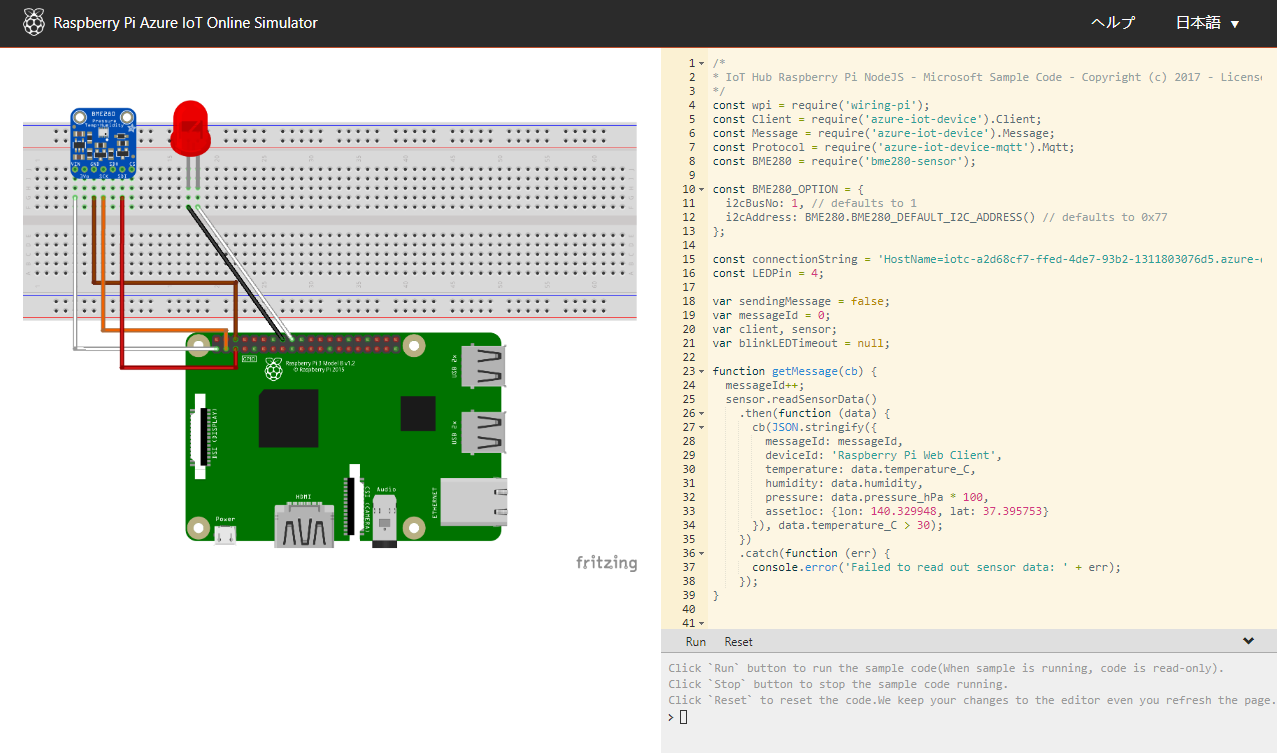 Raspberry Pi Azure IoT Online Simulator
ヘルプ
日本語 ▼
BME280
Pressure
Temp+Humidity
VIN GND SDA CS
3Vo SCK SDI
Raspberry Pi 3 Model B v1.2
© Raspberry Pi 2015
GPIO
USB 2x
USB 2x
DSI (DISPLAY)
CSI (CAMERA)
Audio
ETHERNET
HDMI
Power
fritzing
1 /*
2 * IoT Hub Raspberry Pi NodeJS - Microsoft Sample Code - Copyright (c) 2017 - License
3 */
4 const wpi = require('wiring-pi');
5 const Client = require('azure-iot-device').Client;
6 const Message = require('azure-iot-device').Message;
7 const Protocol = require('azure-iot-device-mqtt').Mqtt;
8 const BME280 = require('bme280-sensor');
9
10 const BME280_OPTION = {
11   i2cBusNo: 1, // defaults to 1
12   i2cAddress: BME280.BME280_DEFAULT_I2C_ADDRESS() // defaults to 0x77
13 };
14
15 const connectionString = 'HostName=iotc-a2d68cf7-ffed-4de7-93b2-1311803076d5.azure-d
16 const LEDPin = 4;
17
18 var sendingMessage = false;
19 var messageId = 0;
20 var client, sensor;
21 var blinkLEDTimeout = null;
22
23 function getMessage(cb) {
24   messageId++;
25   sensor.readSensorData()
26     .then(function (data) {
27       cb(JSON.stringify({
28         messageId: messageId,
29         deviceId: 'Raspberry Pi Web Client',
30         temperature: data.temperature_C,
31         humidity: data.humidity,
32         pressure: data.pressure_hPa * 100,
33         assetloc: {lon: 140.329948, lat: 37.395753}
34       }), data.temperature_C > 30);
35     })
36     .catch(function (err) {
37       console.error('Failed to read out sensor data: ' + err);
38     });
39 }
40
41
Run Reset
Click `Run` button to run the sample code(When sample is running, code is read-only).
Click `Stop` button to stop the sample code running.
Click `Reset` to reset the code.We keep your changes to the editor even you refresh the page.
>